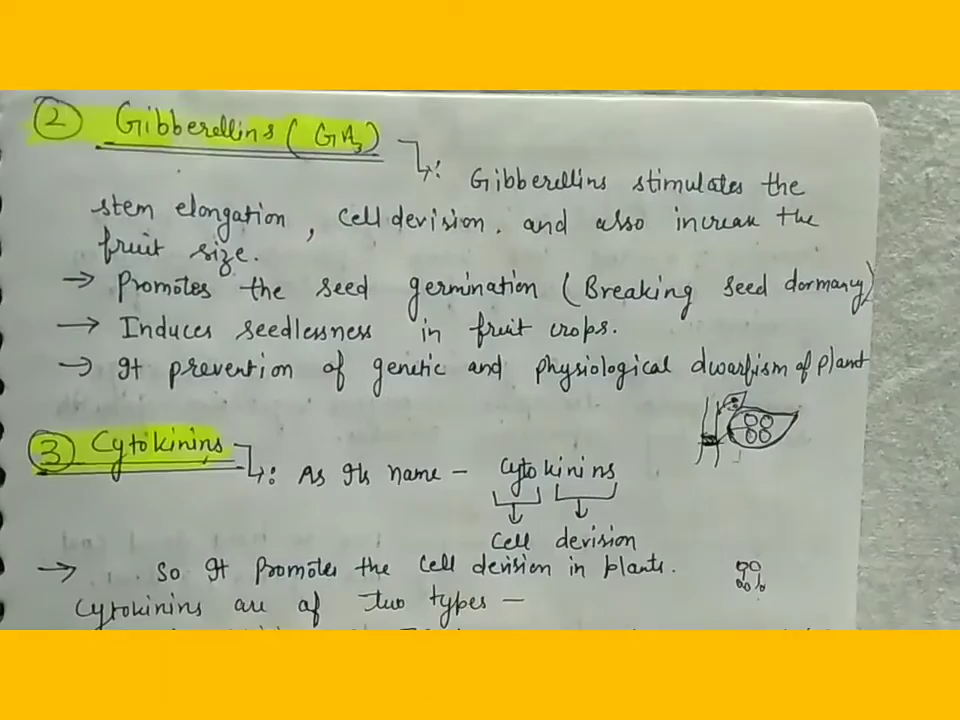 2 Gibberellins (GA3)
Gibberellins stimulates the
stem elongation, cell devision. and also increase the
fruit size.
→ Promotes the seed germination (Breaking seed dormancy)
→ Induces seedlessness in fruit crops.
→ It prevention of genetic and physiological dwarfism of plant
3 Cytokinins
: As Its name - Cytokinins
Cell devision
→ So It promotes the cell devision in plants.
Cytokinins are of Two types -